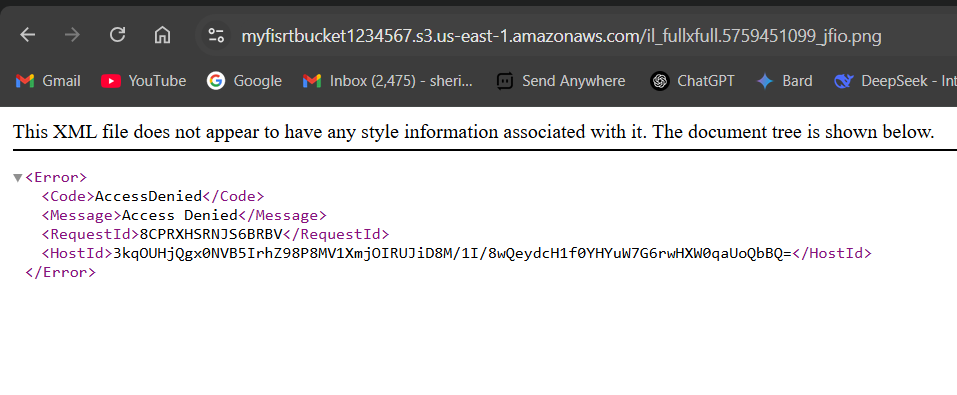 myfisrtbucket1234567.s3.us-east-1.amazonaws.com/il_fullxfull.5759451099_jfio.png
Gmail YouTube Google Inbox (2,475) - sheri... Send Anywhere ChatGPT Bard DeepSeek - Int
This XML file does not appear to have any style information associated with it. The document tree is shown below.
▼<Error>
<Code>AccessDenied</Code>
<Message>Access Denied</Message>
<RequestId>8CPRXHSRNJS6BRBV</RequestId>
<HostId>3kqOUHjQgx0NVB5IrhZ98P8MV1XmjOIRUJiD8M/1I/8wQeydcH1f0YHYuW7G6rwHXW0qaUoQbBQ=</HostId>
</Error>